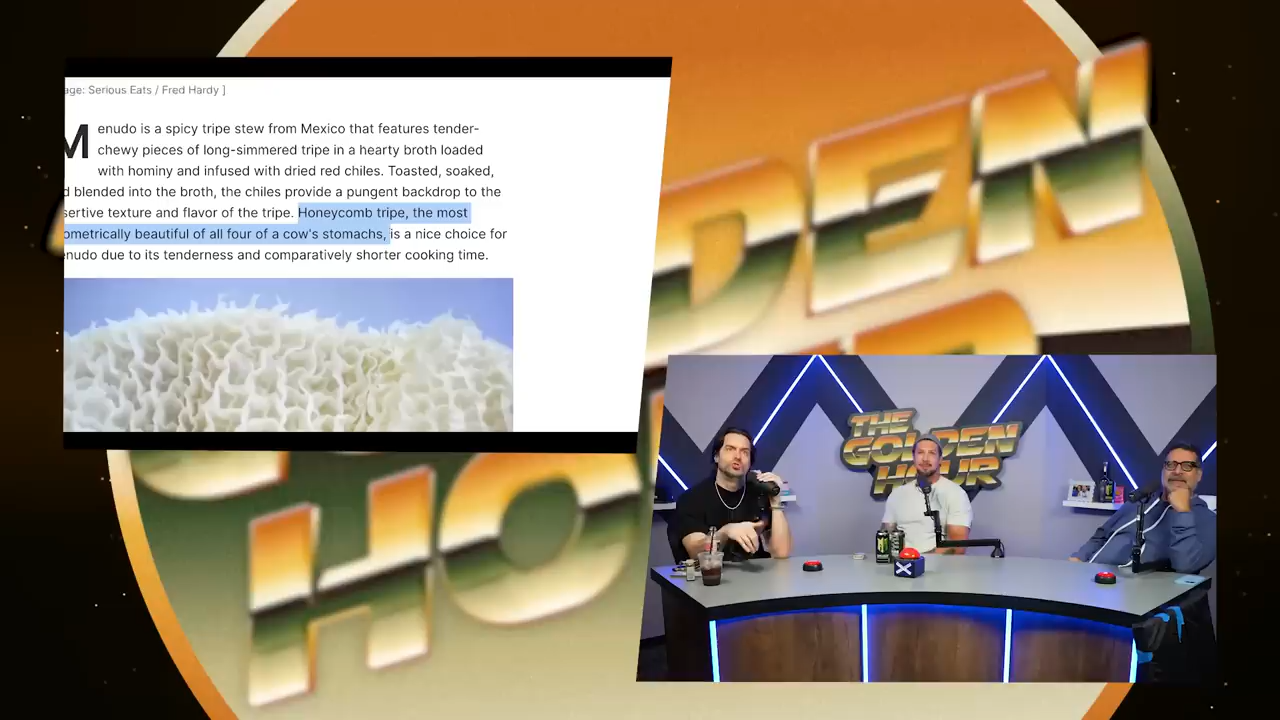 age: Serious Eats / Fred Hardy ]
Menudo is a spicy tripe stew from Mexico that features tender-
chewy pieces of long-simmered tripe in a hearty broth loaded
with hominy and infused with dried red chiles. Toasted, soaked,
d blended into the broth, the chiles provide a pungent backdrop to the
sertive texture and flavor of the tripe. Honeycomb tripe, the most
ometrically beautiful of all four of a cow's stomachs, is a nice choice for
enudo due to its tenderness and comparatively shorter cooking time.
DEN
HO
THE
GOLDEN
HOUR